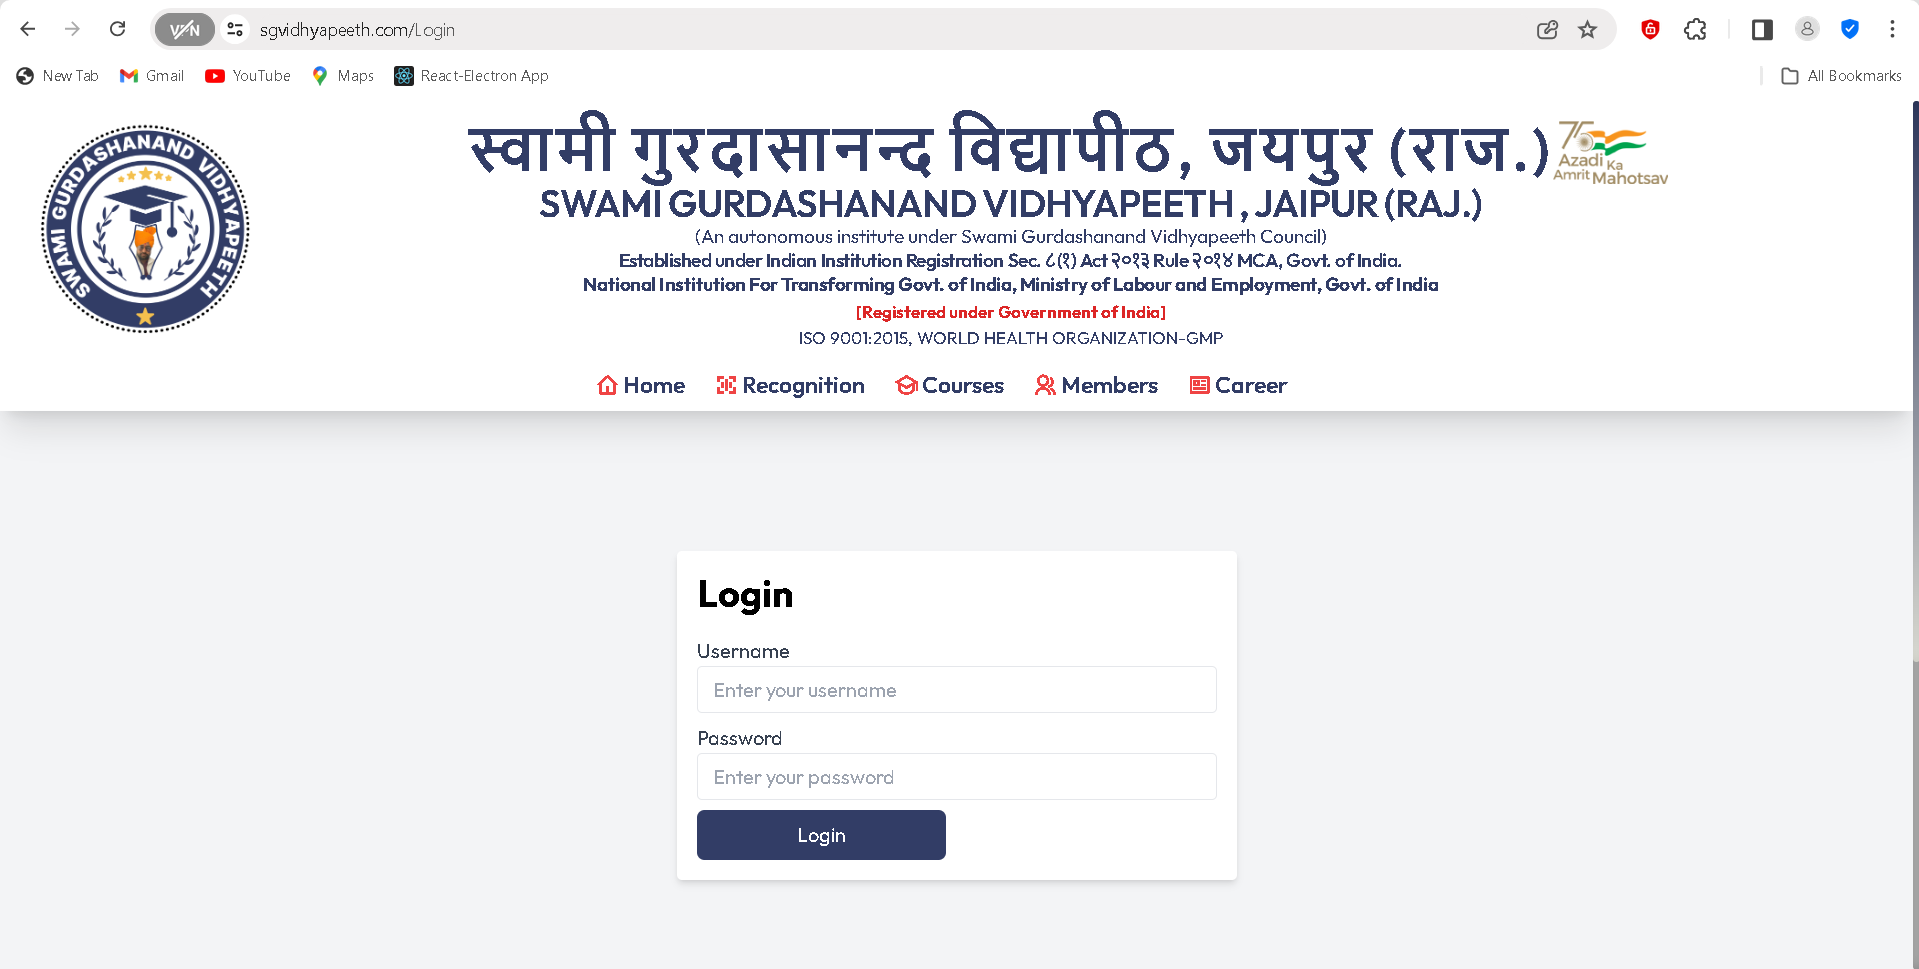 VPN
sgvidhyapeeth.com/Login
New Tab
Gmail
YouTube
Maps
React-Electron App
All Bookmarks
SWAMI GURDASHANAND VIDHYAPEETH
स्वामी गुरदासानन्द विद्यापीठ, जयपुर (राज.)
75
Azadi Ka
Amrit Mahotsav
SWAMI GURDASHANAND VIDHYAPEETH , JAIPUR (RAJ.)
(An autonomous institute under Swami Gurdashanand Vidhyapeeth Council)
Established under Indian Institution Registration Sec. ८(१) Act २०१३ Rule २०१४ MCA, Govt. of India.
National Institution For Transforming Govt. of India, Ministry of Labour and Employment, Govt. of India
[Registered under Government of India]
ISO 9001:2015, WORLD HEALTH ORGANIZATION-GMP
Home
Recognition
Courses
Members
Career
Login
Username
Enter your username
Password
Enter your password
Login